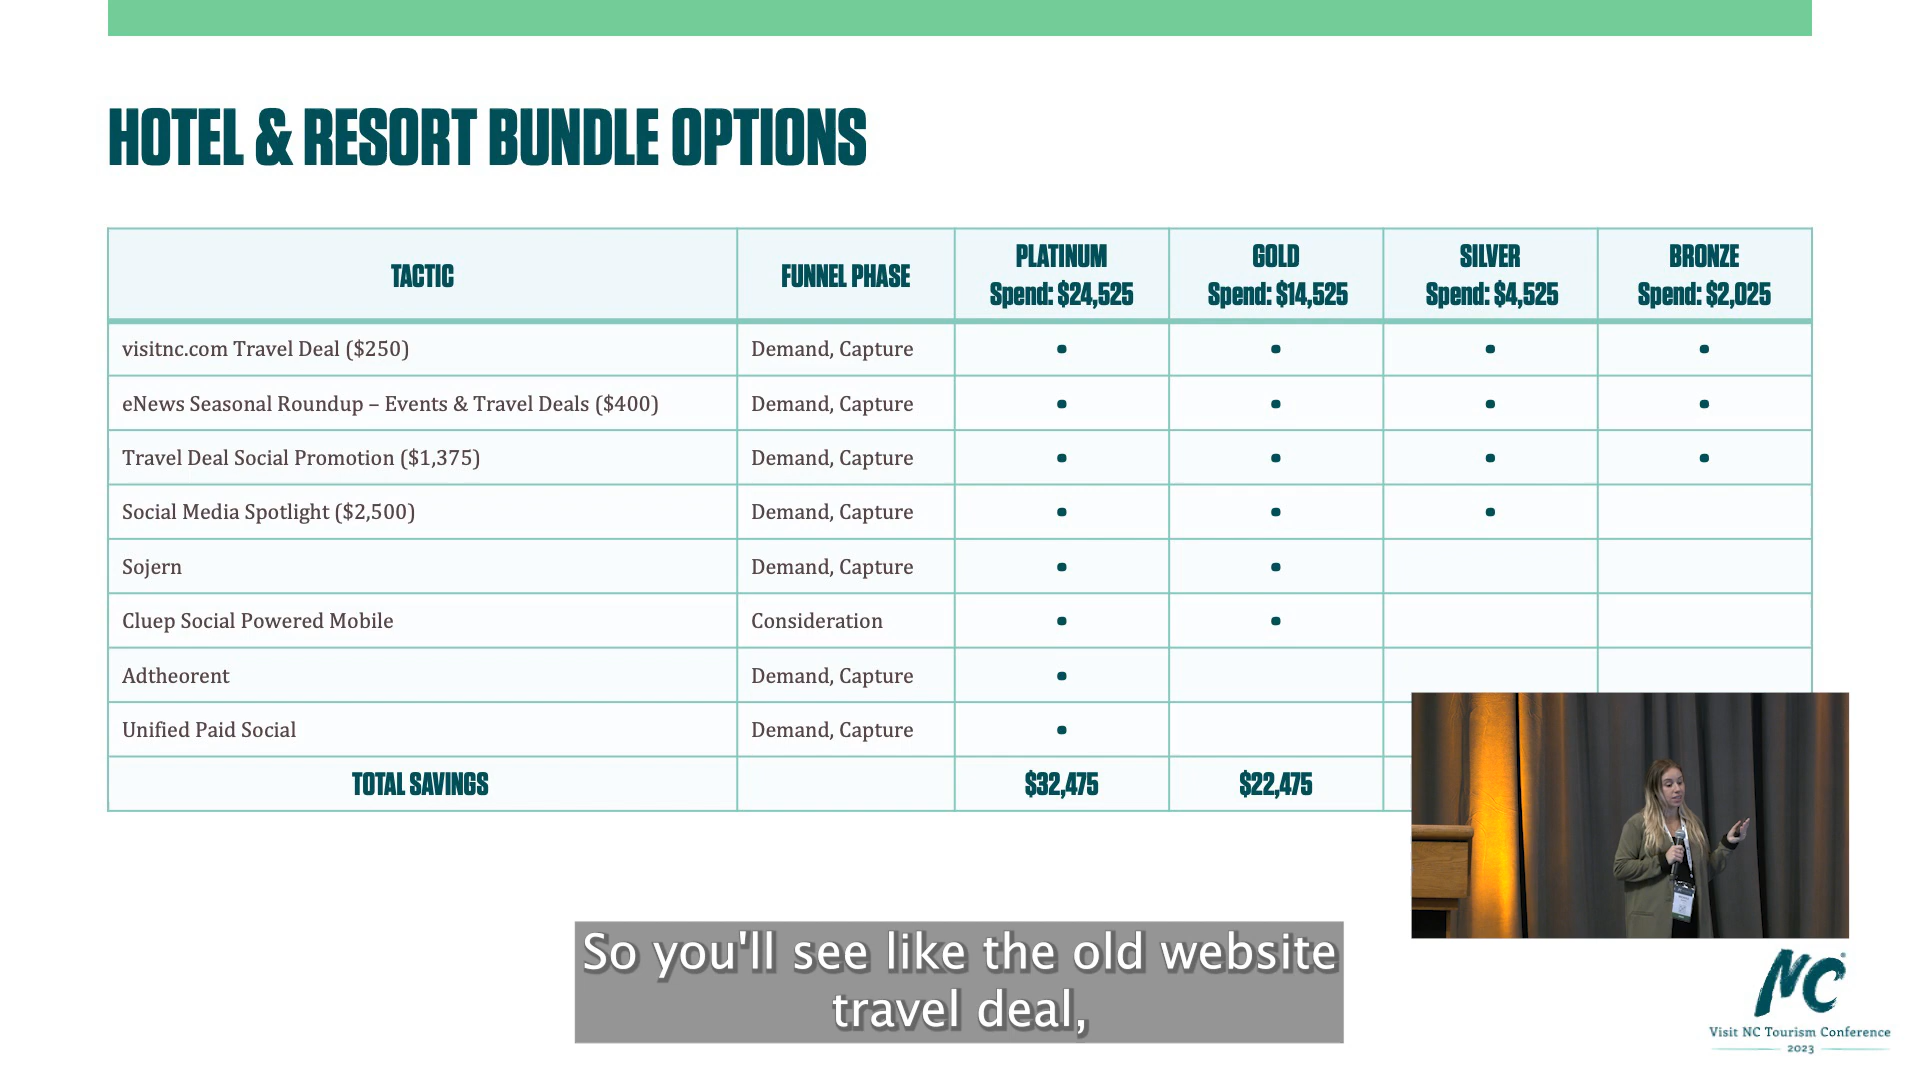 HOTEL & RESORT BUNDLE OPTIONS
TACTIC
FUNNEL PHASE
PLATINUM
Spend: $24,525
GOLD
Spend: $14,525
SILVER
Spend: $4,525
BRONZE
Spend: $2,025
visitnc.com Travel Deal ($250)
Demand, Capture
•
•
•
•
eNews Seasonal Roundup – Events & Travel Deals ($400)
Demand, Capture
•
•
•
•
Travel Deal Social Promotion ($1,375)
Demand, Capture
•
•
•
•
Social Media Spotlight ($2,500)
Demand, Capture
•
•
•
Sojern
Demand, Capture
•
•
Cluep Social Powered Mobile
Consideration
•
•
Adtheorent
Demand, Capture
•
Unified Paid Social
Demand, Capture
•
TOTAL SAVINGS
$32,475
$22,475
So you'll see like the old website
travel deal,
NC
Visit NC Tourism Conference
2023